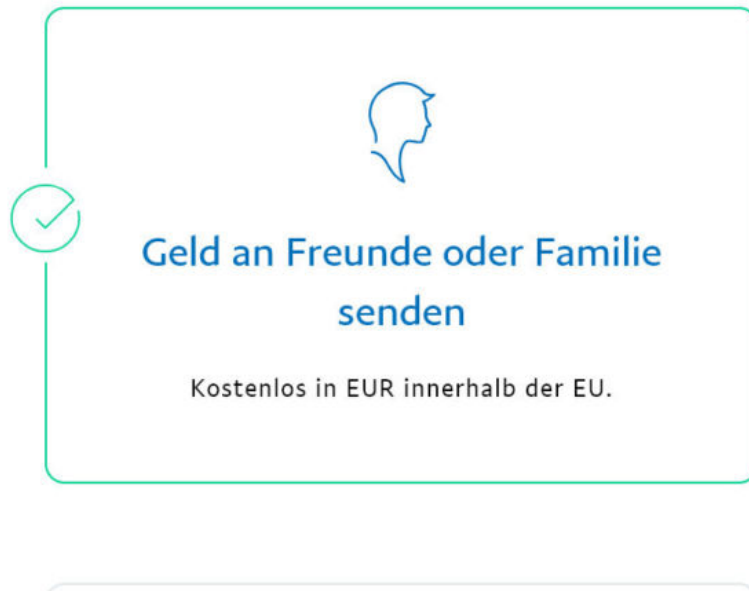 Geld an Freunde oder Familie
senden
Kostenlos in EUR innerhalb der EU.